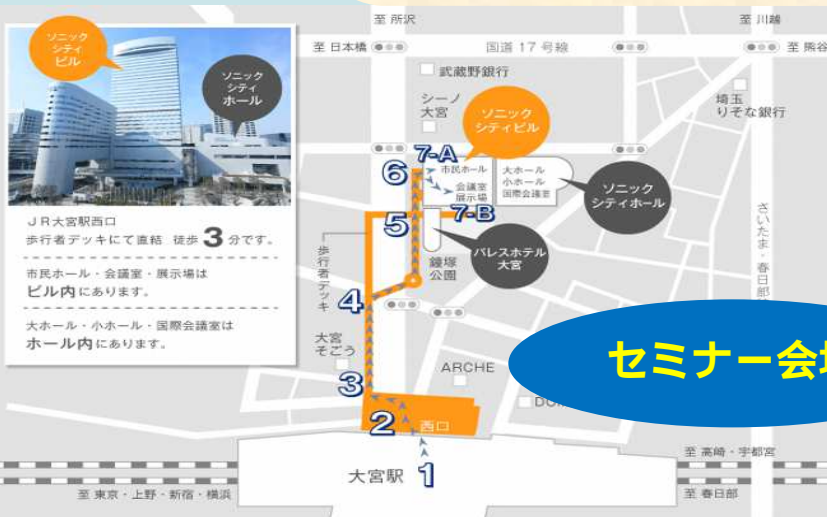 ソニック
シティ
ビル
ソニック
シティ
ホール
JR大宮駅西口
歩行者デッキにて直結 徒歩3分です。
市民ホール・会議室・展示場は
ビル内にあります。
大ホール・小ホール・国際会議室は
ホール内にあります。
至 所沢
至 川越
至 日本橋
国道17号線
至 熊谷
武蔵野銀行
シーノ
大宮
ソニック
シティビル
埼玉
りそな銀行
7-A
6
市民ホール
会議室
展示場
大ホール
小ホール
国際会議室
ソニック
シティホール
5
7-B
歩行者デッキ
鐘塚
公園
パレスホテル
大宮
さいたま・春日部
4
大宮
そごう
ARCHE
セミナー会
3
2
西口
大宮駅
1
至 高崎・宇都宮
至 東京・上野・新宿・横浜
至 春日部